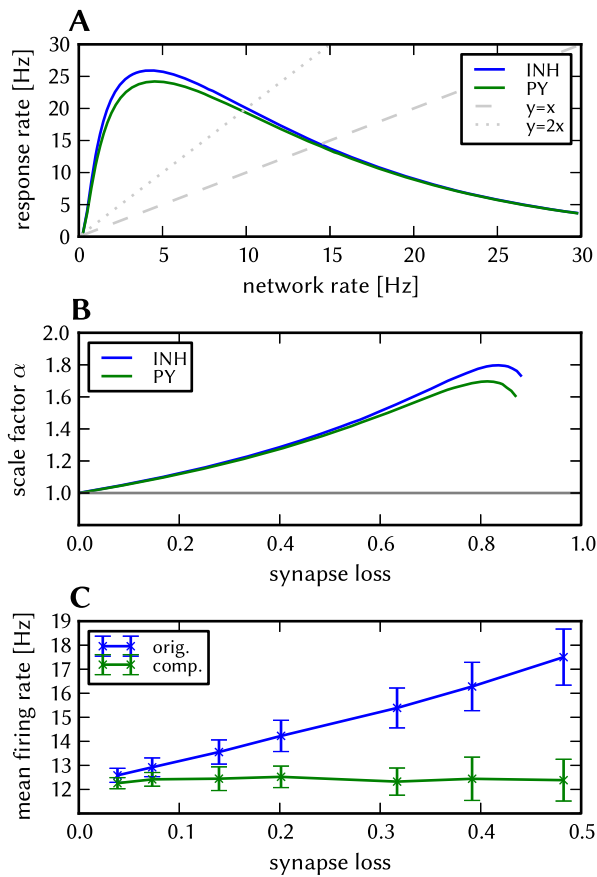 A
response rate [Hz]
30
25
20
15
10
5
0
INH
PY
y=x
y=2x
0 5 10 15 20 25 30
network rate [Hz]
B
scale factor α
2.0
1.8
1.6
1.4
1.2
1.0
INH
PY
0.0 0.2 0.4 0.6 0.8 1.0
synapse loss
C
mean firing rate [Hz]
19
18
17
16
15
14
13
12
orig.
comp.
0.0 0.1 0.2 0.3 0.4 0.5
synapse loss